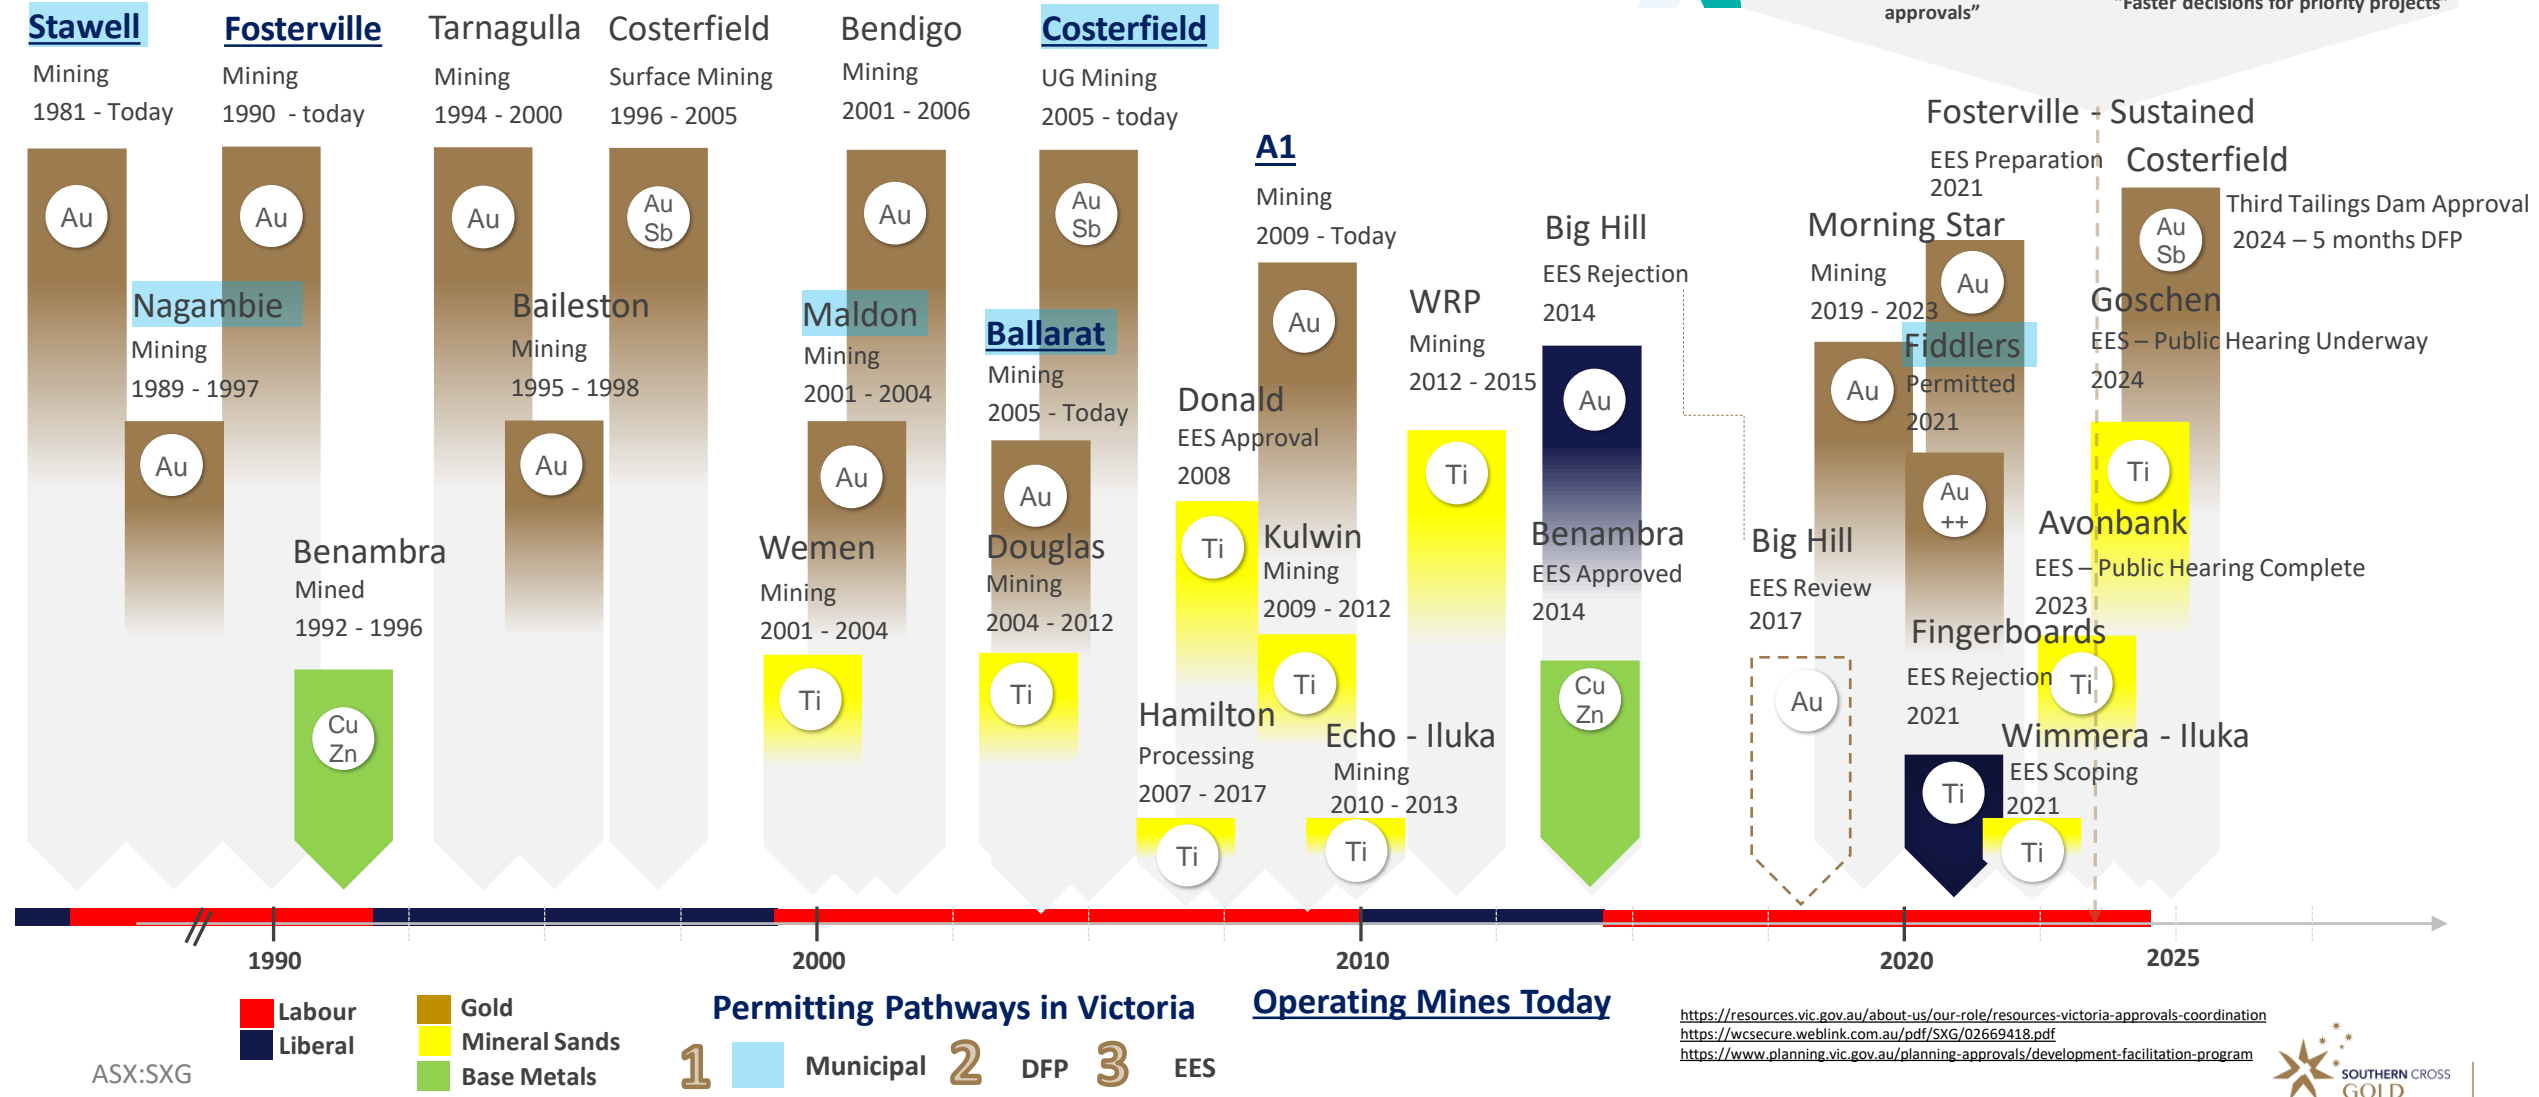 approvals”
“Faster decisions for priority projects”
Stawell
Mining
1981 - Today
Fosterville
Mining
1990 - today
Tarnagulla
Mining
1994 - 2000
Costerfield
Surface Mining
1996 - 2005
Bendigo
Mining
2001 - 2006
Costerfield
UG Mining
2005 - today
A1
Mining
2009 - Today
Big Hill
EES Rejection
2014
Fosterville - Sustained
EES Preparation
2021
Costerfield
Third Tailings Dam Approval
2024 – 5 months DFP
Morning Star
Mining
2019 - 2023
Au
Au
Au
Au
Sb
Au
Au
Sb
Au
Au
Au
Au
Au
Sb
Nagambie
Mining
1989 - 1997
Baileston
Mining
1995 - 1998
Maldon
Mining
2001 - 2004
Ballarat
Mining
2005 - Today
Donald
EES Approval
2008
WRP
Mining
2012 - 2015
Fiddlers
Permitted
2021
Goschen
EES – Public Hearing Underway
2024
Au
Au
Au
Au
Ti
Ti
Au
++
Ti
Benambra
Mined
1992 - 1996
Wemen
Mining
2001 - 2004
Douglas
Mining
2004 - 2012
Kulwin
Mining
2009 - 2012
Benambra
EES Approved
2014
Big Hill
EES Review
2017
Avonbank
EES – Public Hearing Complete
2023
Fingerboards
EES Rejection
2021
Cu
Zn
Ti
Ti
Ti
Cu
Zn
Au
Ti
Hamilton
Processing
2007 - 2017
Echo - Iluka
Mining
2010 - 2013
Wimmera - Iluka
EES Scoping
2021
Ti
Ti
Ti
Ti
1990
2000
2010
2020
2025
Labour
Liberal
Gold
Mineral Sands
Base Metals
Permitting Pathways in Victoria
1 Municipal 2 DFP 3 EES
Operating Mines Today
https://resources.vic.gov.au/about-us/our-role/resources-victoria-approvals-coordination
https://wcsecure.weblink.com.au/pdf/SXG/02669418.pdf
https://www.planning.vic.gov.au/planning-approvals/development-facilitation-program
ASX:SXG
SOUTHERN CROSS
GOLD